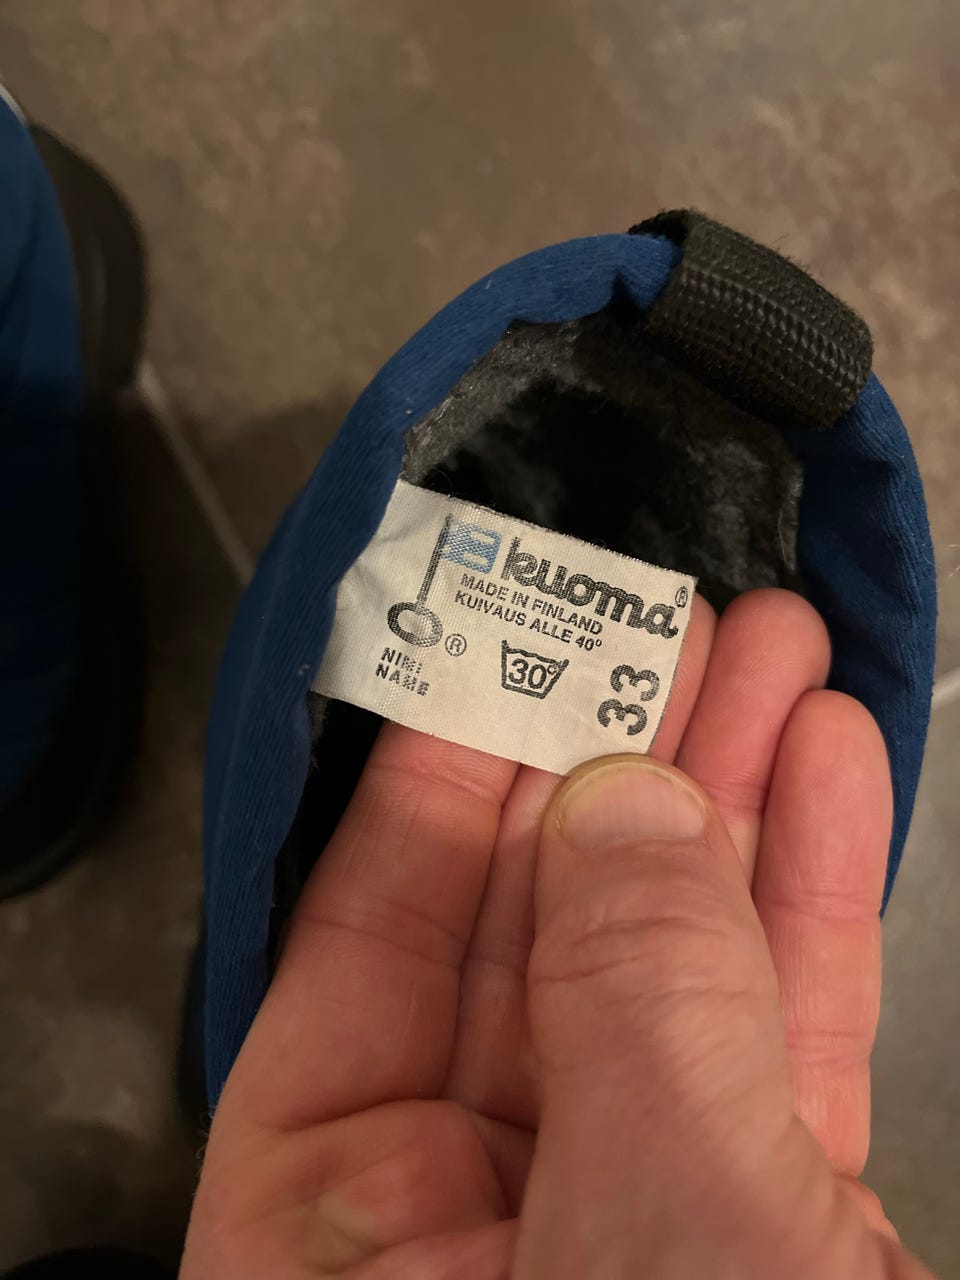 kuoma®
MADE IN FINLAND
KUIVAUS ALLE 40°
®
30°
33
NIMI
NAME